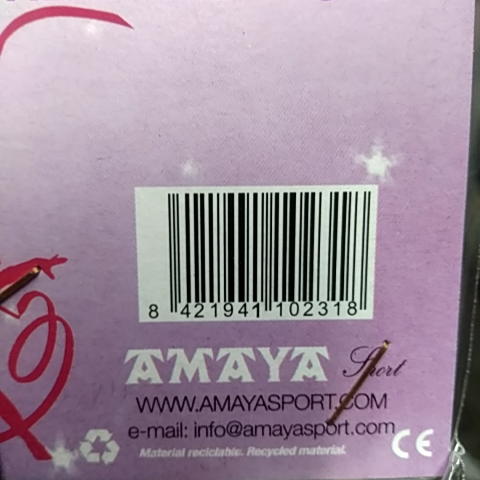 8 421941 102318
AMAYA Sport
WWW.AMAYASPORT.COM
e-mail: info@amayasport.com
Material reciclable. Recycled material.
CE